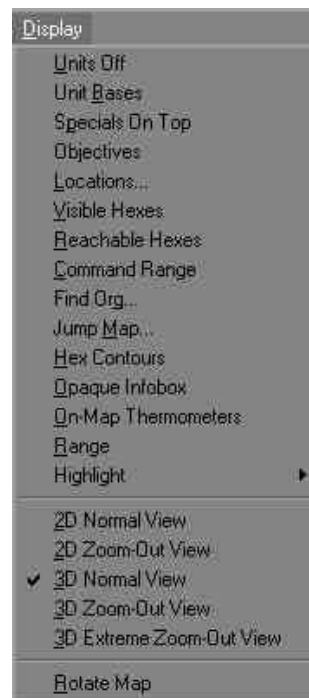 Display
Units Off
Unit Bases
Specials On Top
Objectives
Locations...
Visible Hexes
Reachable Hexes
Command Range
Find Org...
Jump Map...
Hex Contours
Opaque Infobox
On-Map Thermometers
Range
Highlight
2D Normal View
2D Zoom-Out View
3D Normal View
3D Zoom-Out View
3D Extreme Zoom-Out View
Rotate Map